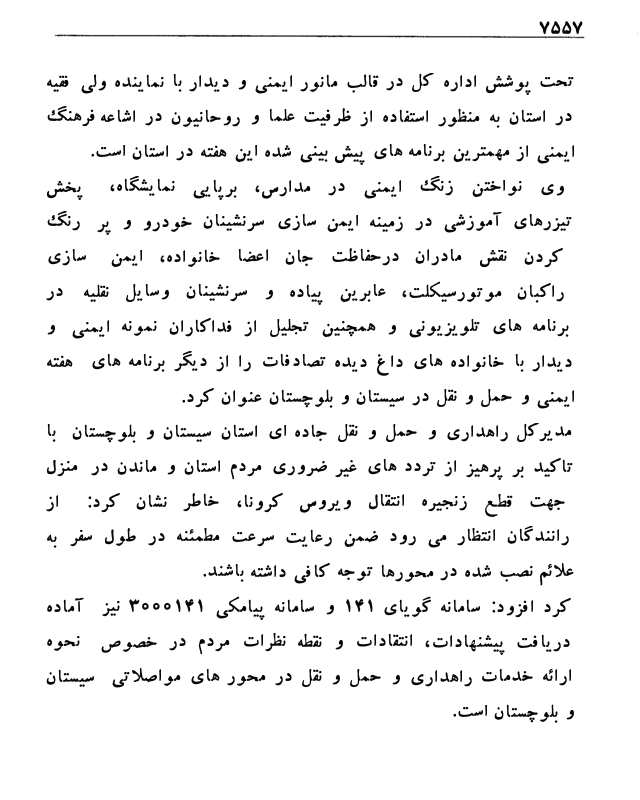 ۷۵۵۷
تحت پوشش اداره کل در قالب مانور ایمنی و دیدار با نماینده ولی فقیه
در استان به منظور استفاده از ظرفیت علما و روحانیون در اشاعه فرهنگ
ایمنی از مهمترین برنامه های پیش بینی شده این هفته در استان است.
وی نواختن زنگ ایمنی در مدارس، برپایی نمایشگاه، پخش
تیزرهای آموزشی در زمینه ایمن سازی سرنشینان خودرو و پر رنگ
کردن نقش مادران درحفاظت جان اعضا خانواده، ایمن سازی
راکبان موتورسیکلت، عابرین پیاده و سرنشینان وسایل نقلیه در
برنامه های تلویزیونی و همچنین تجلیل از فداکاران نمونه ایمنی و
دیدار با خانواده های داغ دیده تصادفات را از دیگر برنامه های هفته
ایمنی و حمل و نقل در سیستان و بلوچستان عنوان کرد.
مدیرکل راهداری و حمل و نقل جاده ای استان سیستان و بلوچستان با
تاکید بر پرهیز از تردد های غیر ضروری مردم استان و ماندن در منزل
جهت قطع زنجیره انتقال ویروس کرونا، خاطر نشان کرد: از
رانندگان انتظار می رود ضمن رعایت سرعت مطمئنه در طول سفر به
علائم نصب شده در محورها توجه کافی داشته باشند.
کرد افزود: سامانه گویای ۱۴۱ و سامانه پیامکی ۳۰۰۰۱۴۱ نیز آماده
دریافت پیشنهادات، انتقادات و نقطه نظرات مردم در خصوص نحوه
ارائه خدمات راهداری و حمل و نقل در محور های مواصلاتی سیستان
و بلوچستان است.